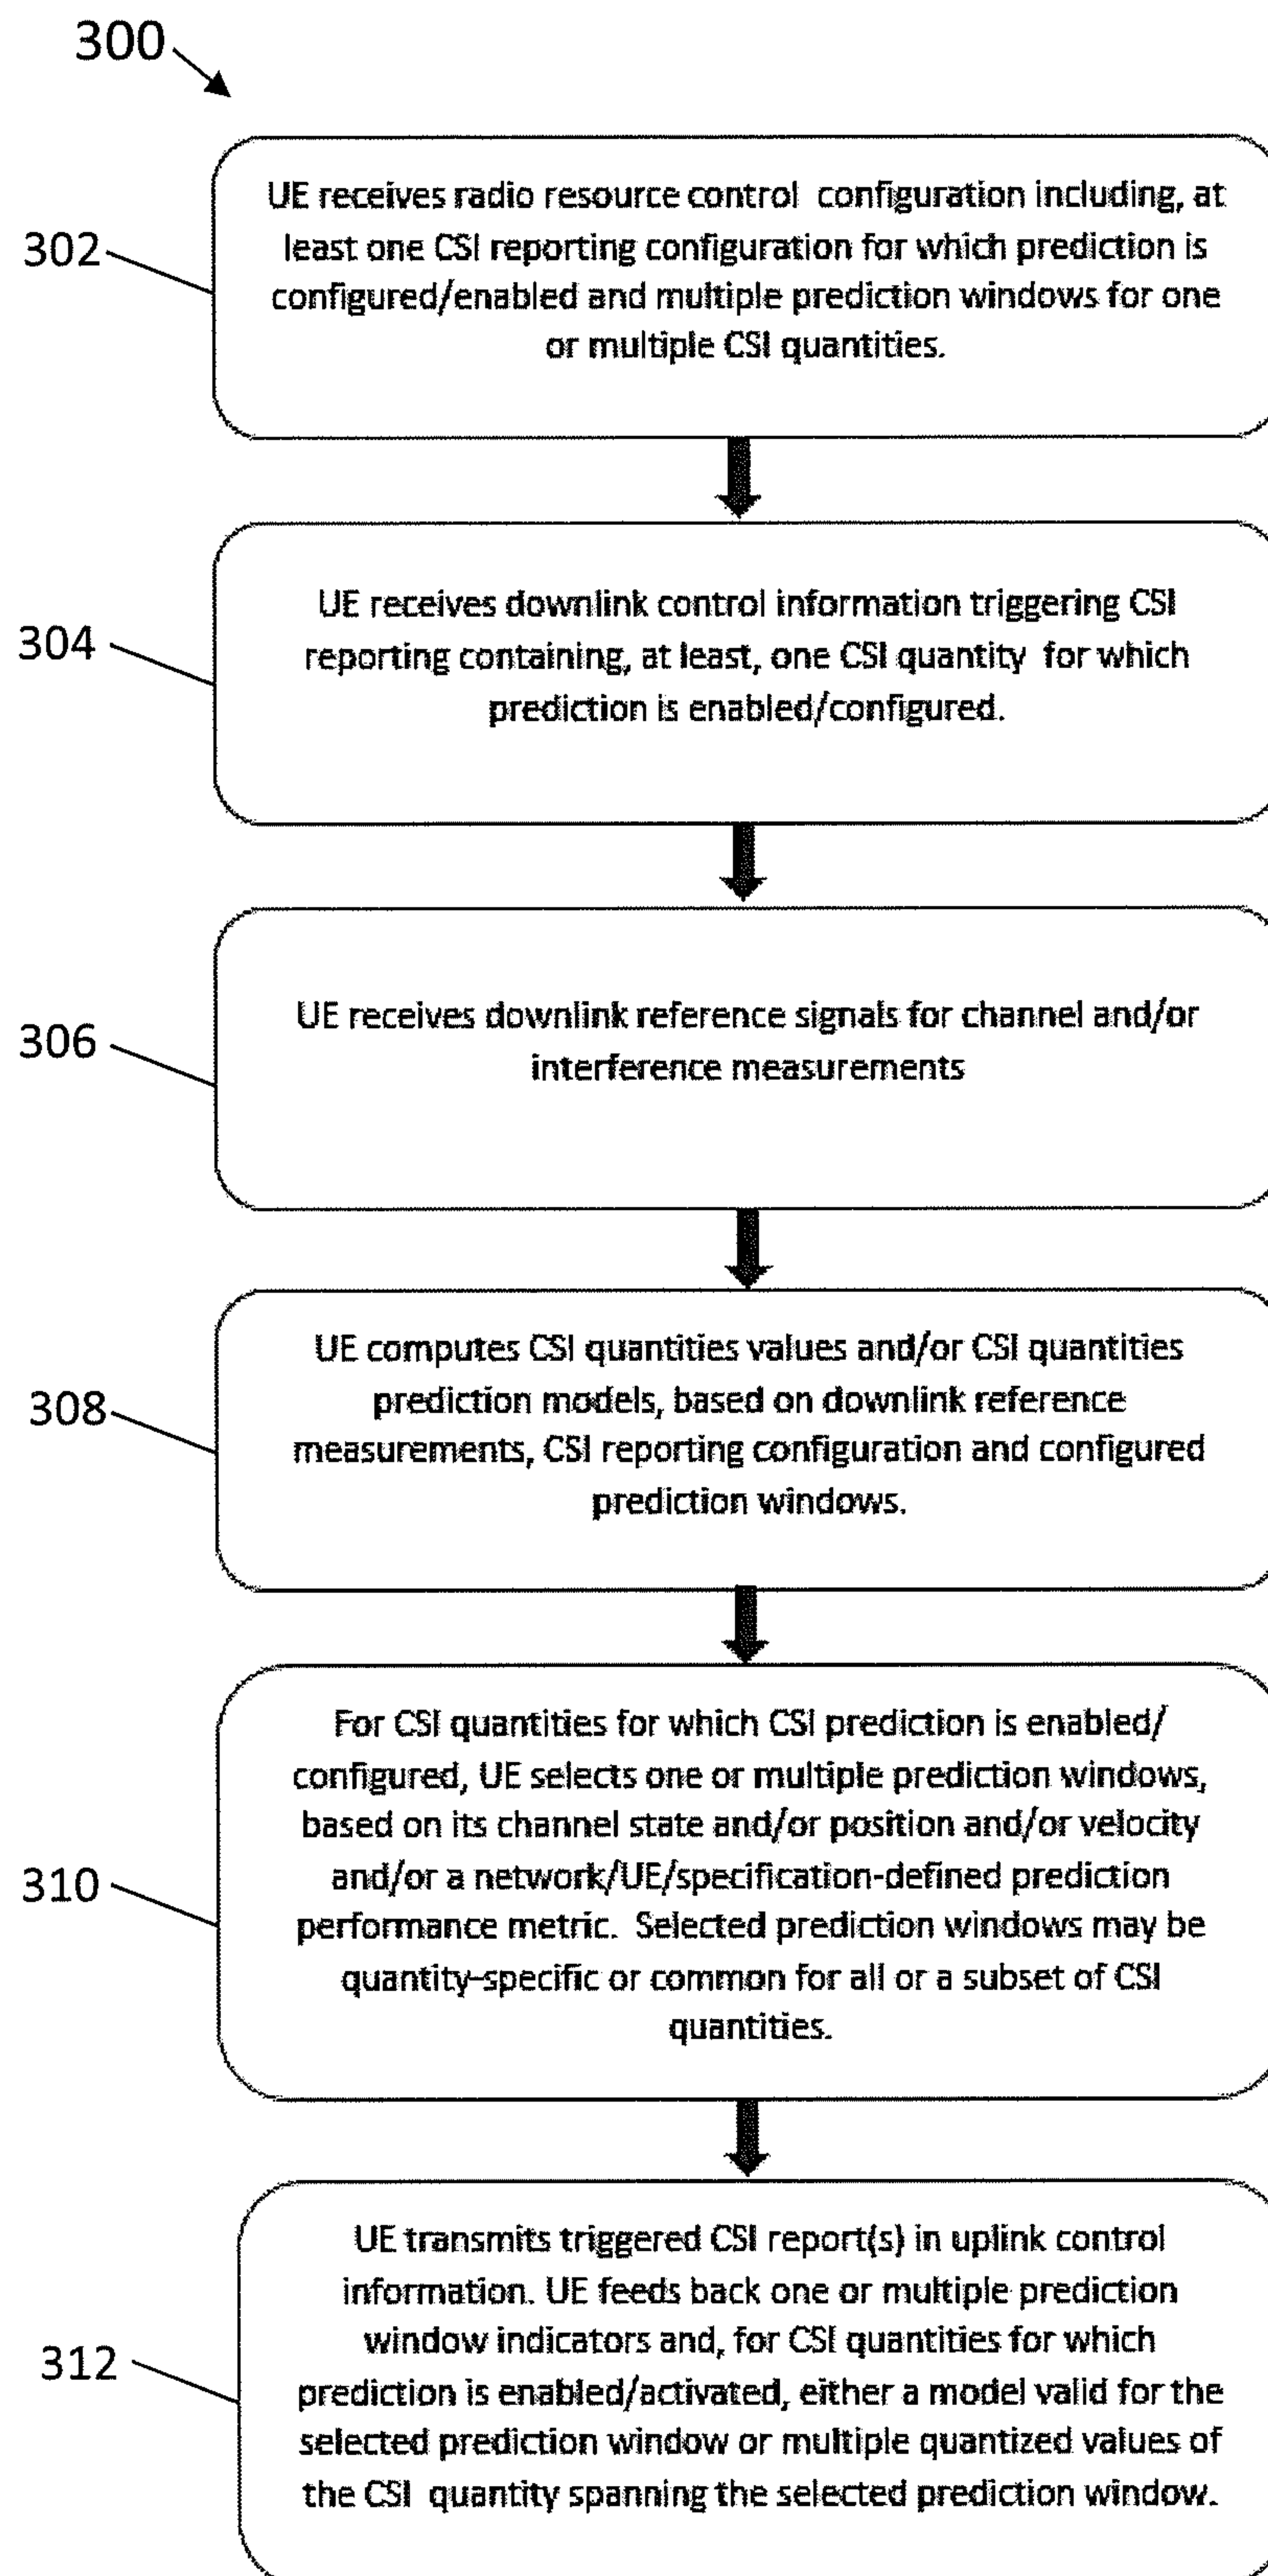 300
302
UE receives radio resource control configuration including, at
least one CSI reporting configuration for which prediction is
configured/enabled and multiple prediction windows for one
or multiple CSI quantities.
304
UE receives downlink control information triggering CSI
reporting containing, at least, one CSI quantity for which
prediction is enabled/configured.
306
UE receives downlink reference signals for channel and/or
interference measurements
308
UE computes CSI quantities values and/or CSI quantities
prediction models, based on downlink reference
measurements, CSI reporting configuration and configured
prediction windows.
310
For CSI quantities for which CSI prediction is enabled/
configured, UE selects one or multiple prediction windows,
based on its channel state and/or position and/or velocity
and/or a network/UE/specification-defined prediction
performance metric. Selected prediction windows may be
quantity-specific or common for all or a subset of CSI
quantities.
312
UE transmits triggered CSI report(s) in uplink control
information. UE feeds back one or multiple prediction
window indicators and, for CSI quantities for which
prediction is enabled/activated, either a model valid for the
selected prediction window or multiple quantized values of
the CSI quantity spanning the selected prediction window.